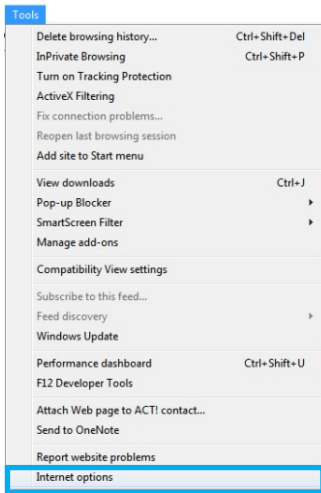 Tools
Delete browsing history... Ctrl+Shift+Del
InPrivate Browsing Ctrl+Shift+P
Turn on Tracking Protection
ActiveX Filtering
Fix connection problems...
Reopen last browsing session
Add site to Start menu
View downloads Ctrl+J
Pop-up Blocker
SmartScreen Filter
Manage add-ons
Compatibility View settings
Subscribe to this feed...
Feed discovery
Windows Update
Performance dashboard Ctrl+Shift+U
F12 Developer Tools
Attach Web page to ACT! contact...
Send to OneNote
Report website problems
Internet options